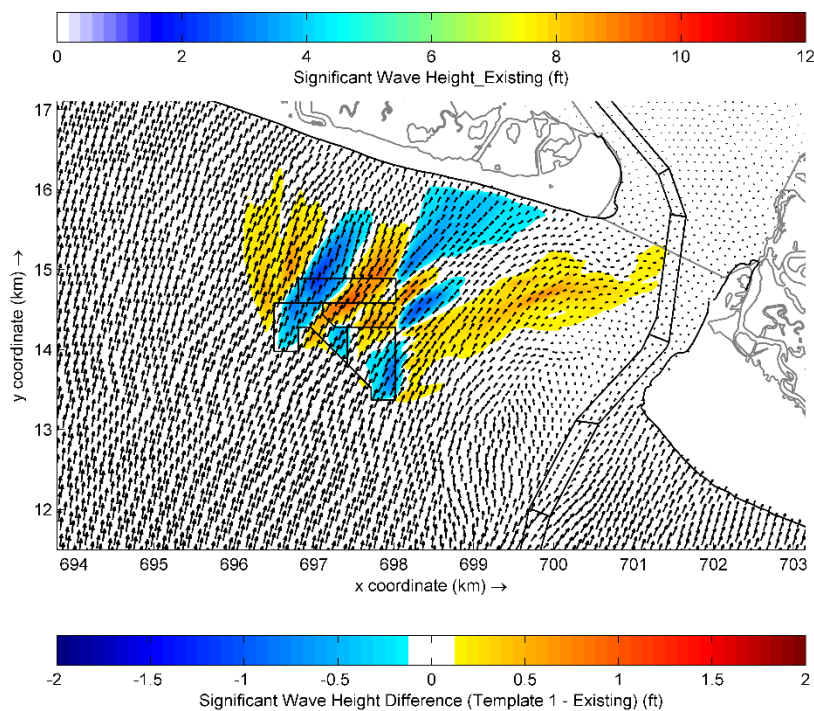 0 2 4 6 8 10 12
Significant Wave Height_Existing (ft)
17
16
15
14
13
12
y coordinate (km) →
694 695 696 697 698 699 700 701 702 703
x coordinate (km) →
-2 -1.5 -1 -0.5 0 0.5 1 1.5 2
Significant Wave Height Difference (Template 1 - Existing) (ft)